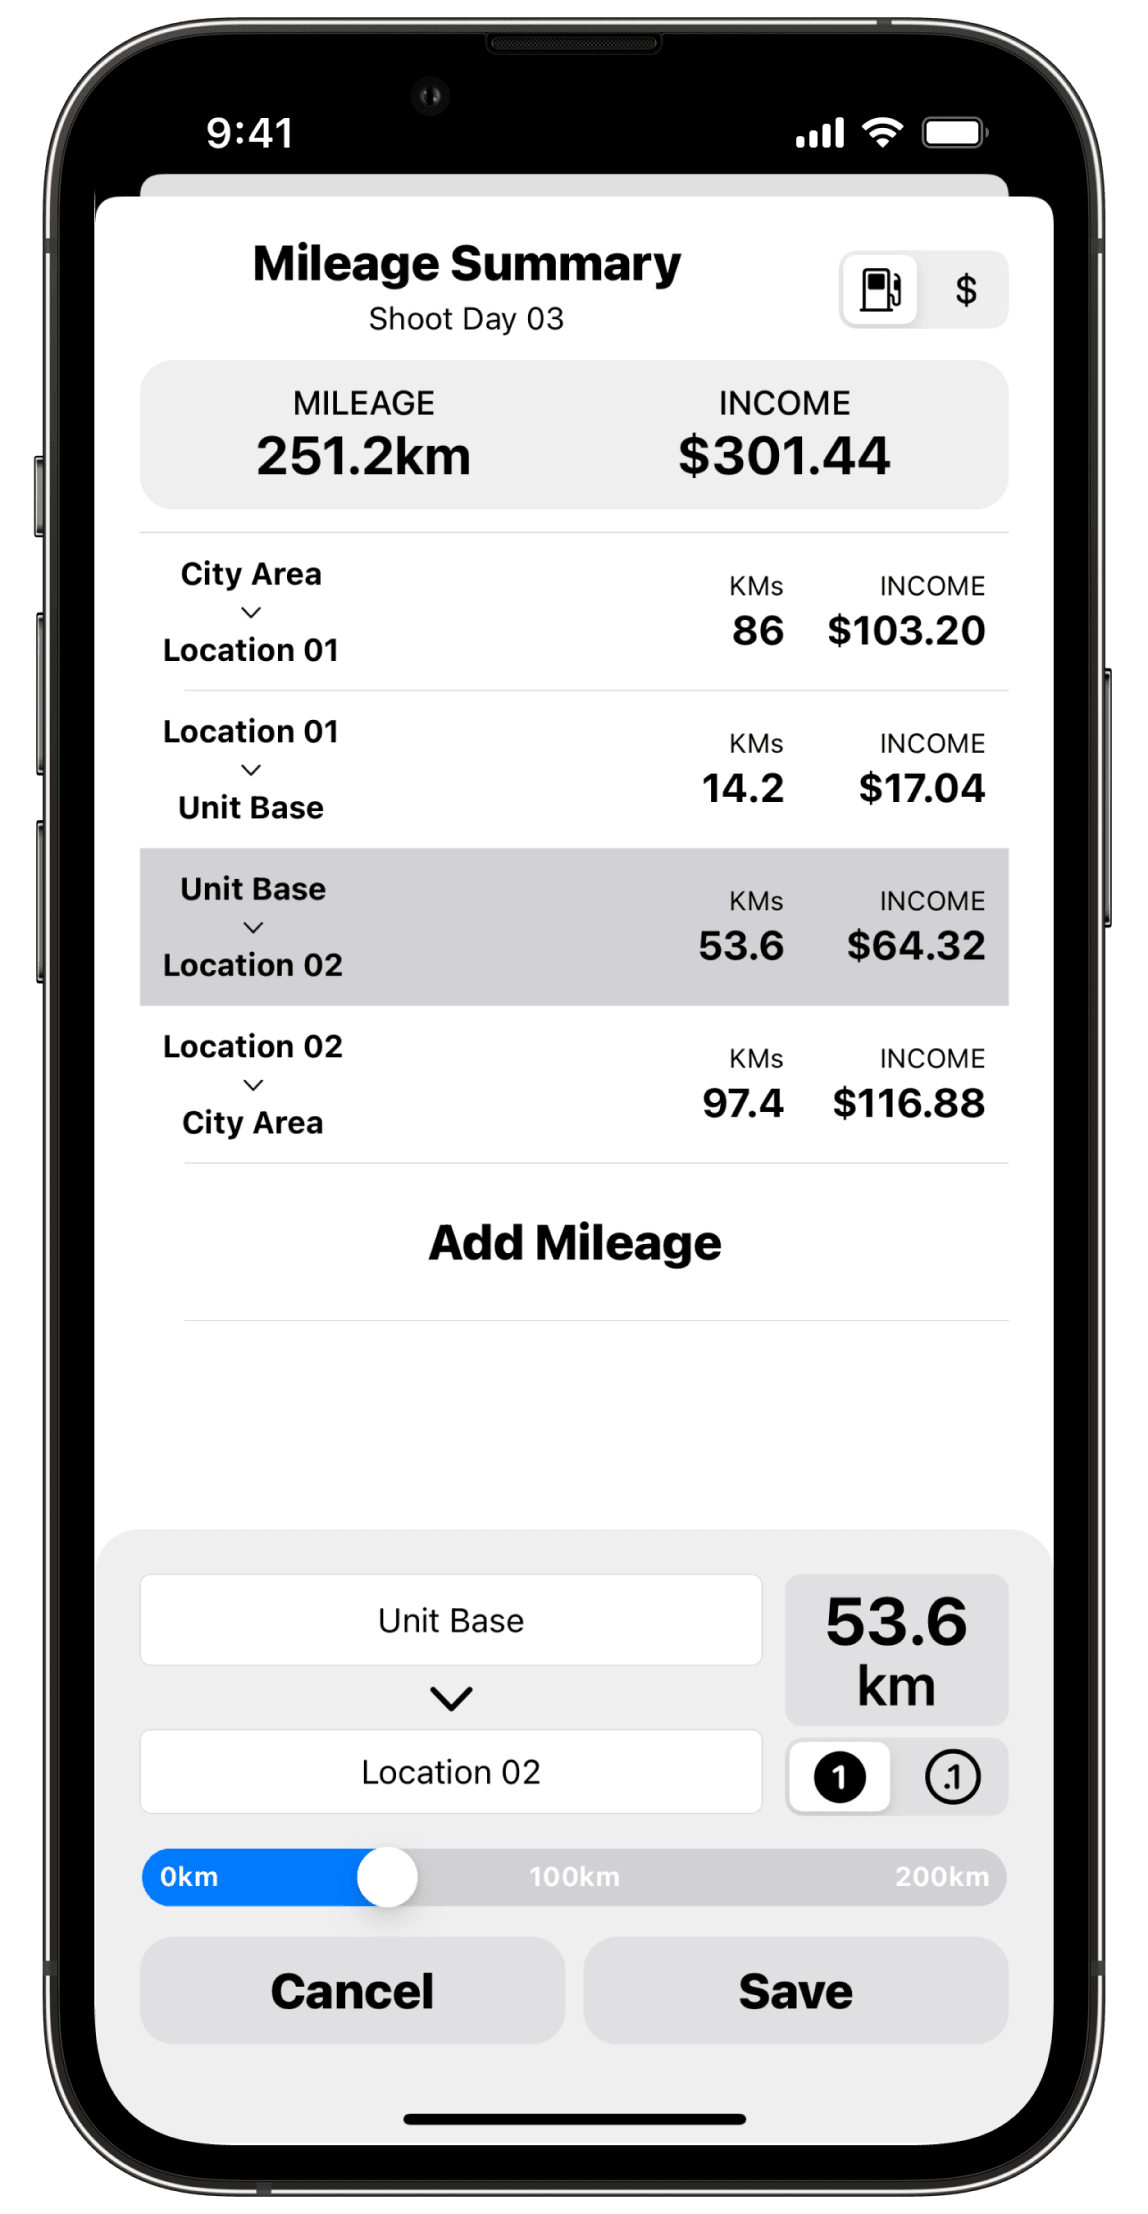 9:41
Mileage Summary
Shoot Day 03
$
MILEAGE
251.2km
INCOME
$301.44
City Area
Location 01
KMs
86
INCOME
$103.20
Location 01
Unit Base
KMs
14.2
INCOME
$17.04
Unit Base
Location 02
KMs
53.6
INCOME
$64.32
Location 02
City Area
KMs
97.4
INCOME
$116.88
Add Mileage
Unit Base
Location 02
53.6
km
1
.1
0km 100km 200km
Cancel
Save